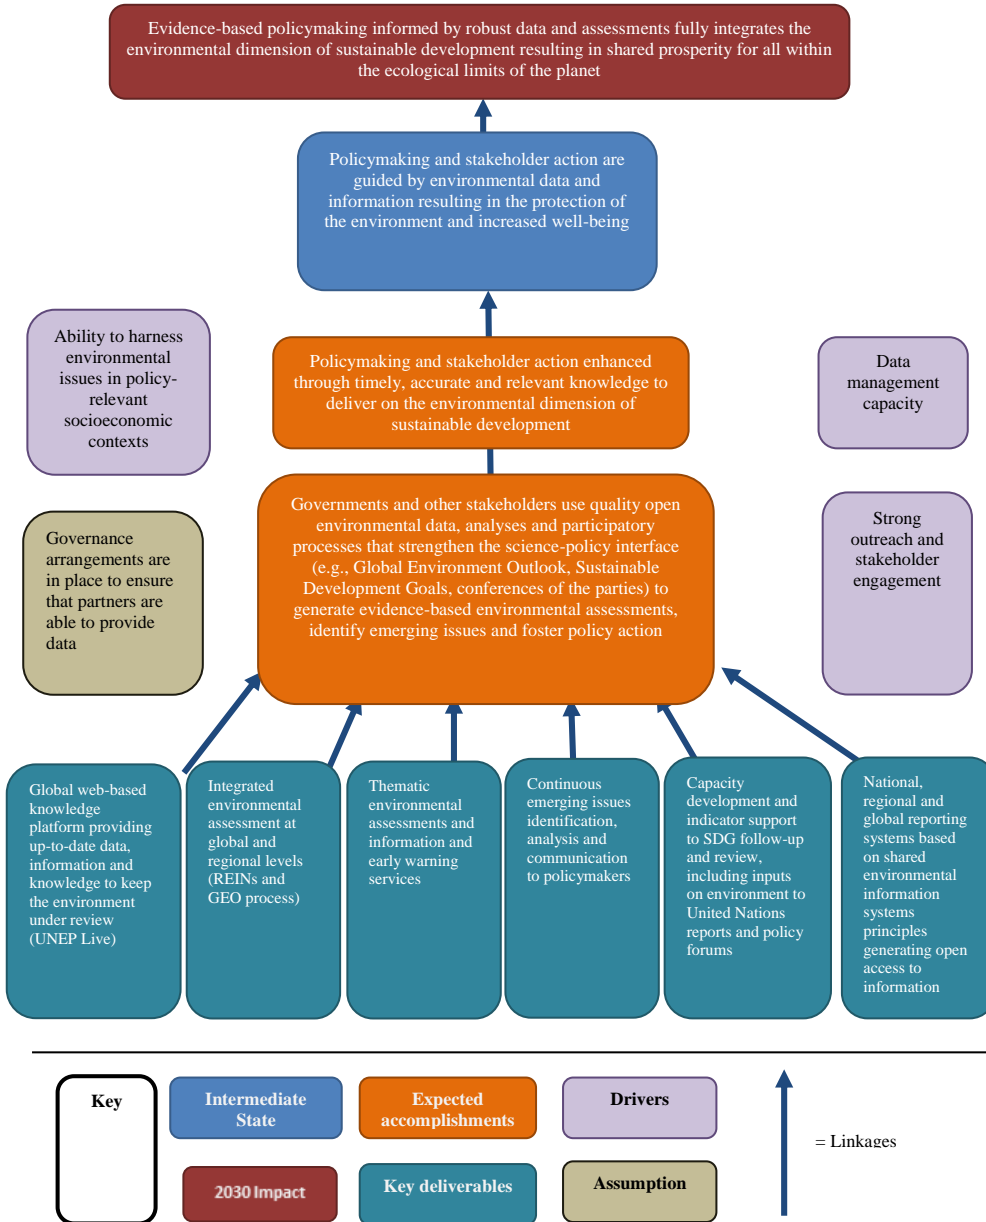 Evidence-based policymaking informed by robust data and assessments fully integrates the
environmental dimension of sustainable development resulting in shared prosperity for all within
the ecological limits of the planet
Policymaking and stakeholder action are
guided by environmental data and
information resulting in the protection of
the environment and increased well-being
Ability to harness
environmental
issues in policy-
relevant
socioeconomic
contexts
Policymaking and stakeholder action enhanced
through timely, accurate and relevant knowledge to
deliver on the environmental dimension of
sustainable development
Data
management
capacity
Governance
arrangements are
in place to ensure
that partners are
able to provide
data
Governments and other stakeholders use quality open
environmental data, analyses and participatory
processes that strengthen the science-policy interface
(e.g., Global Environment Outlook, Sustainable
Development Goals, conferences of the parties) to
generate evidence-based environmental assessments,
identify emerging issues and foster policy action
Strong
outreach and
stakeholder
engagement
Global web-based
knowledge
platform providing
up-to-date data,
information and
knowledge to keep
the environment
under review
(UNEP Live)
Integrated
environmental
assessment at
global and
regional levels
(REINs and
GEO process)
Thematic
environmental
assessments and
information and
early warning
services
Continuous
emerging issues
identification,
analysis and
communication
to policymakers
Capacity
development and
indicator support
to SDG follow-up
and review,
including inputs
on environment to
United Nations
reports and policy
forums
National,
regional and
global reporting
systems based
on shared
environmental
information
systems
principles
generating open
access to
information
Key
Intermediate
State
Expected
accomplishments
Drivers
= Linkages
2030 Impact
Key deliverables
Assumption